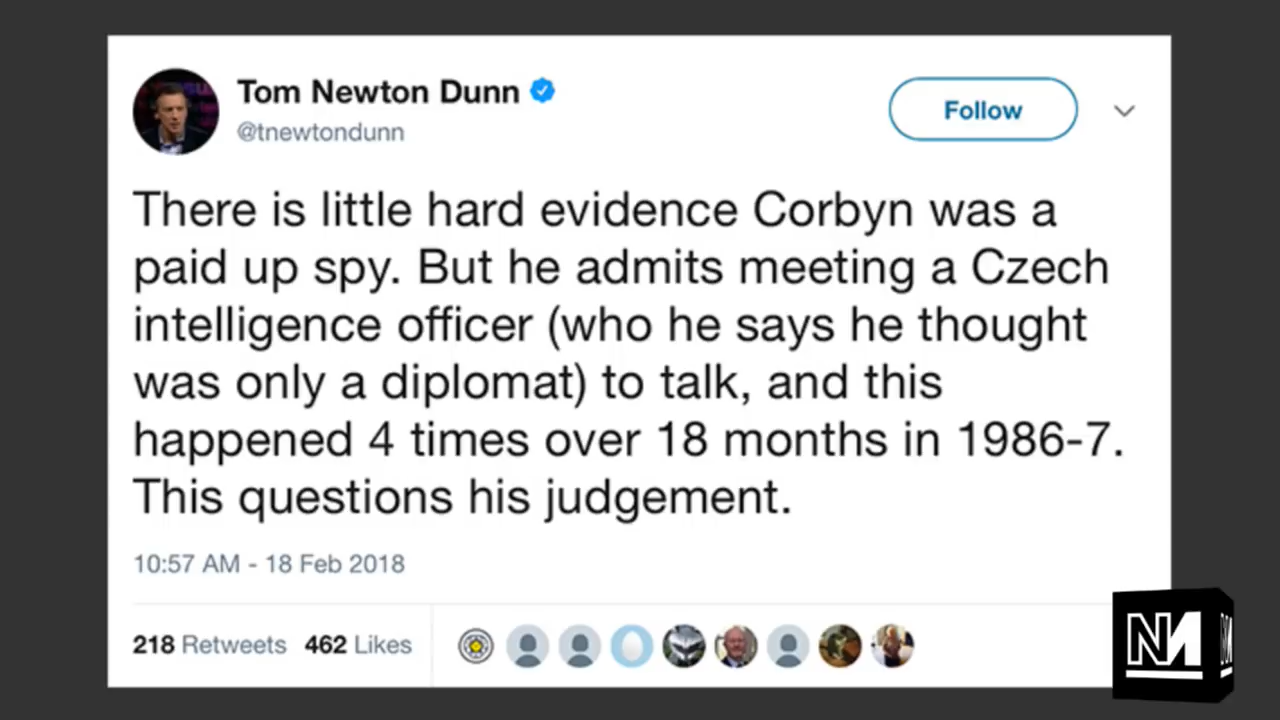 Tom Newton Dunn
@tnewtondunn
Follow
There is little hard evidence Corbyn was a
paid up spy. But he admits meeting a Czech
intelligence officer (who he says he thought
was only a diplomat) to talk, and this
happened 4 times over 18 months in 1986-7.
This questions his judgement.
10:57 AM - 18 Feb 2018
218 Retweets 462 Likes
NM